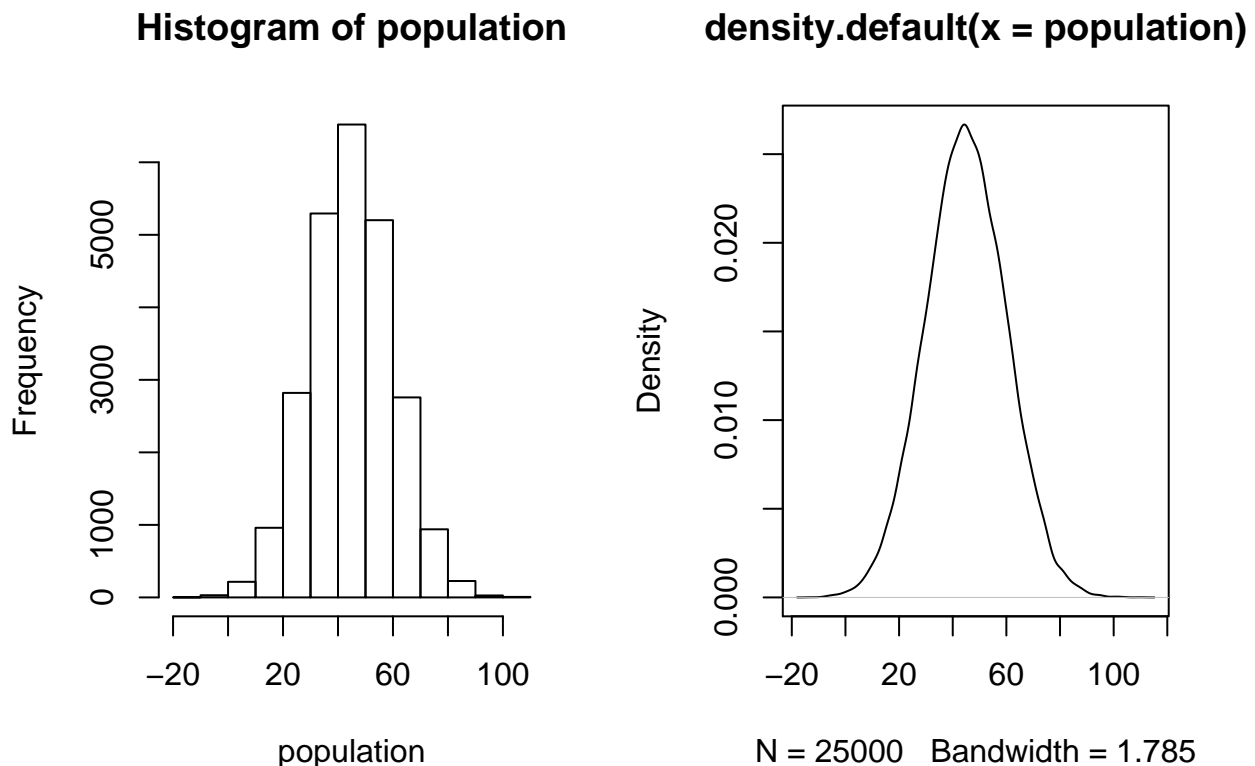 Histogram of population
Frequency
0 1000 3000 5000
−20 20 60 100
population
density.default(x = population)
Density
0.000 0.010 0.020
−20 20 60 100
N = 25000 Bandwidth = 1.785